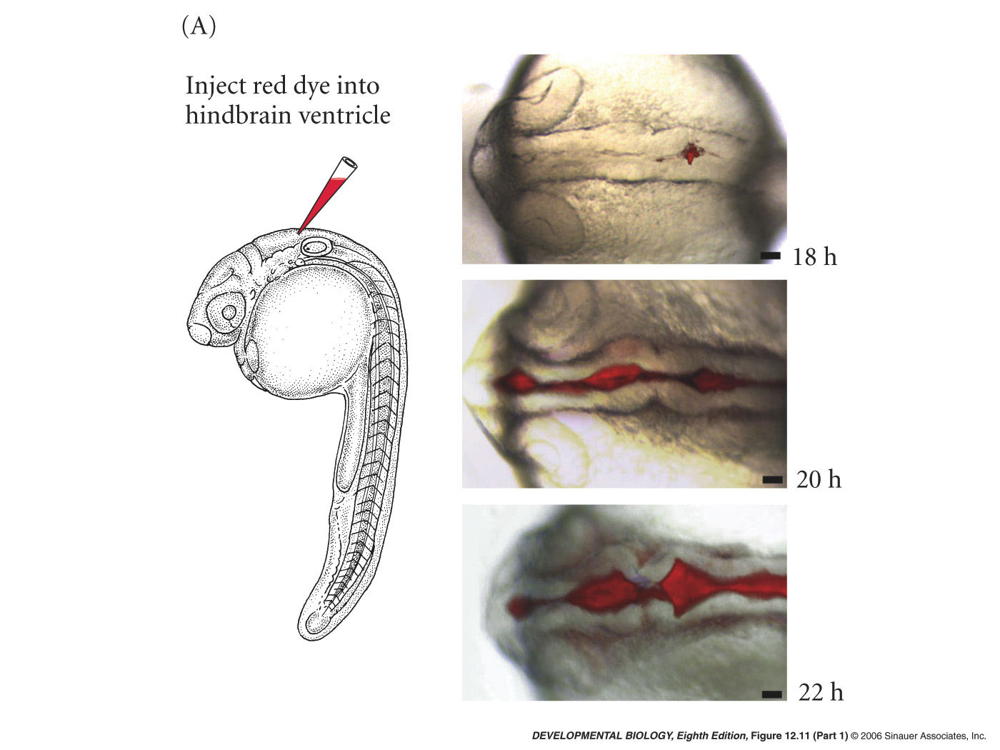 (A)
Inject red dye into
hindbrain ventricle
18 h
20 h
22 h
DEVELOPMENTAL BIOLOGY, Eighth Edition, Figure 12.11 (Part 1) © 2006 Sinauer Associates, Inc.